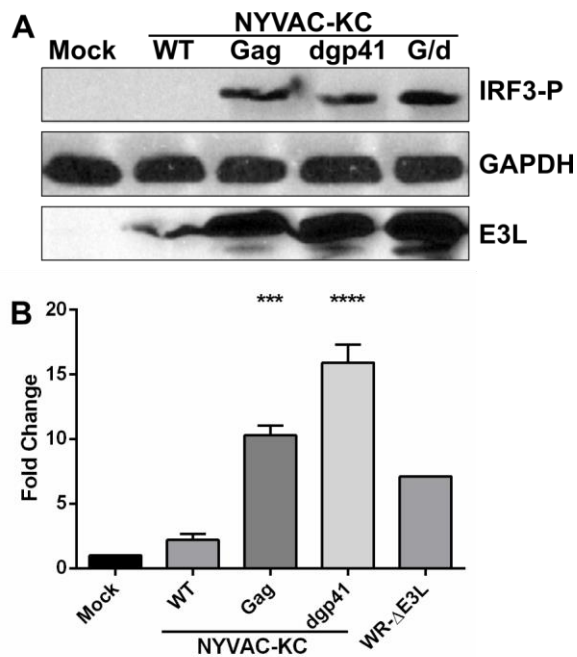 A
NYVAC-KC
Mock WT Gag dgp41 G/d
IRF3-P
GAPDH
E3L
B
Fold Change
20
15
10
5
0
*** ****
Mock WT Gag dgp41 WR-ΔE3L
NYVAC-KC